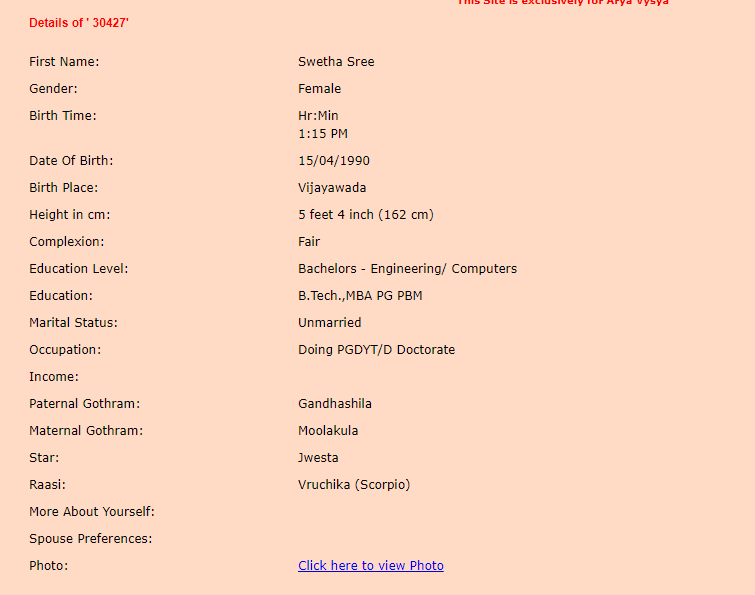 This Site is exclusively for Arya Vysya
Details of ' 30427'
First Name: Swetha Sree
Gender: Female
Birth Time: Hr:Min
1:15 PM
Date Of Birth: 15/04/1990
Birth Place: Vijayawada
Height in cm: 5 feet 4 inch (162 cm)
Complexion: Fair
Education Level: Bachelors - Engineering/ Computers
Education: B.Tech.,MBA PG PBM
Marital Status: Unmarried
Occupation: Doing PGDYT/D Doctorate
Income:
Paternal Gothram: Gandhashila
Maternal Gothram: Moolakula
Star: Jwesta
Raasi: Vruchika (Scorpio)
More About Yourself:
Spouse Preferences:
Photo: Click here to view Photo